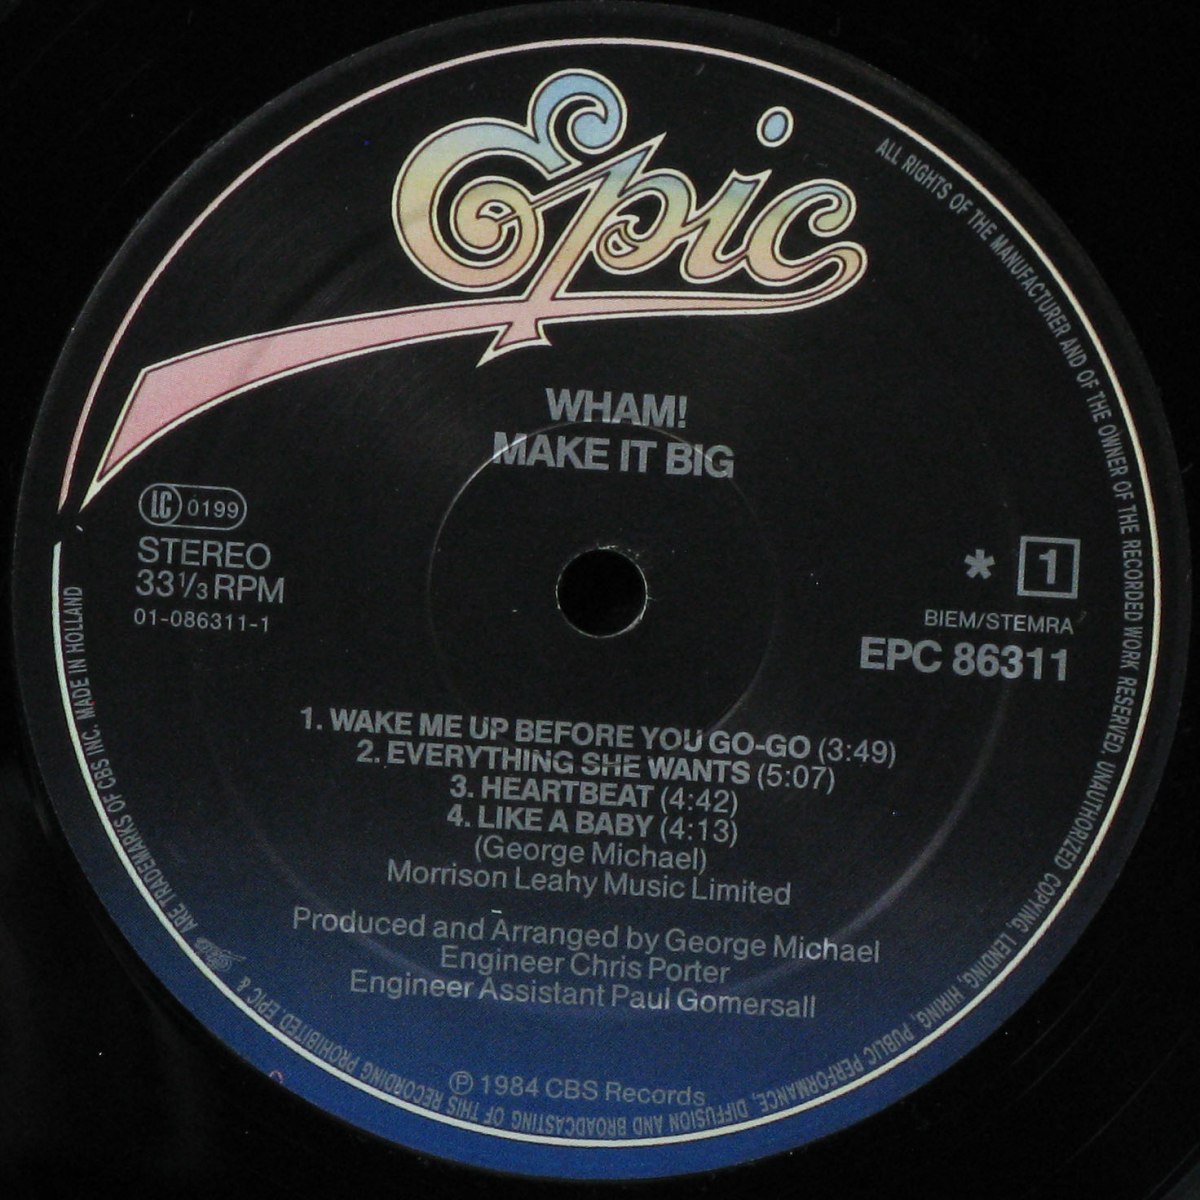 Epic
WHAM!
MAKE IT BIG
LC 0199
STEREO
33 1/3 RPM
01-086311-1
* 1
BIEM/STEMRA
EPC 86311
1. WAKE ME UP BEFORE YOU GO-GO (3:49)
2. EVERYTHING SHE WANTS (5:07)
3. HEARTBEAT (4:42)
4. LIKE A BABY (4:13)
(George Michael)
Morrison Leahy Music Limited
Produced and Arranged by George Michael
Engineer Chris Porter
Engineer Assistant Paul Gomersall
℗ 1984 CBS Records
ALL RIGHTS OF THE MANUFACTURER AND OF THE OWNER OF THE RECORDED WORK RESERVED. UNAUTHORIZED COPYING, LENDING, HIRING, PUBLIC PERFORMANCE, DIFFUSION AND BROADCASTING OF THIS RECORDING PROHIBITED EPIC & Epic ARE TRADEMARKS OF CBS INC. MADE IN HOLLAND